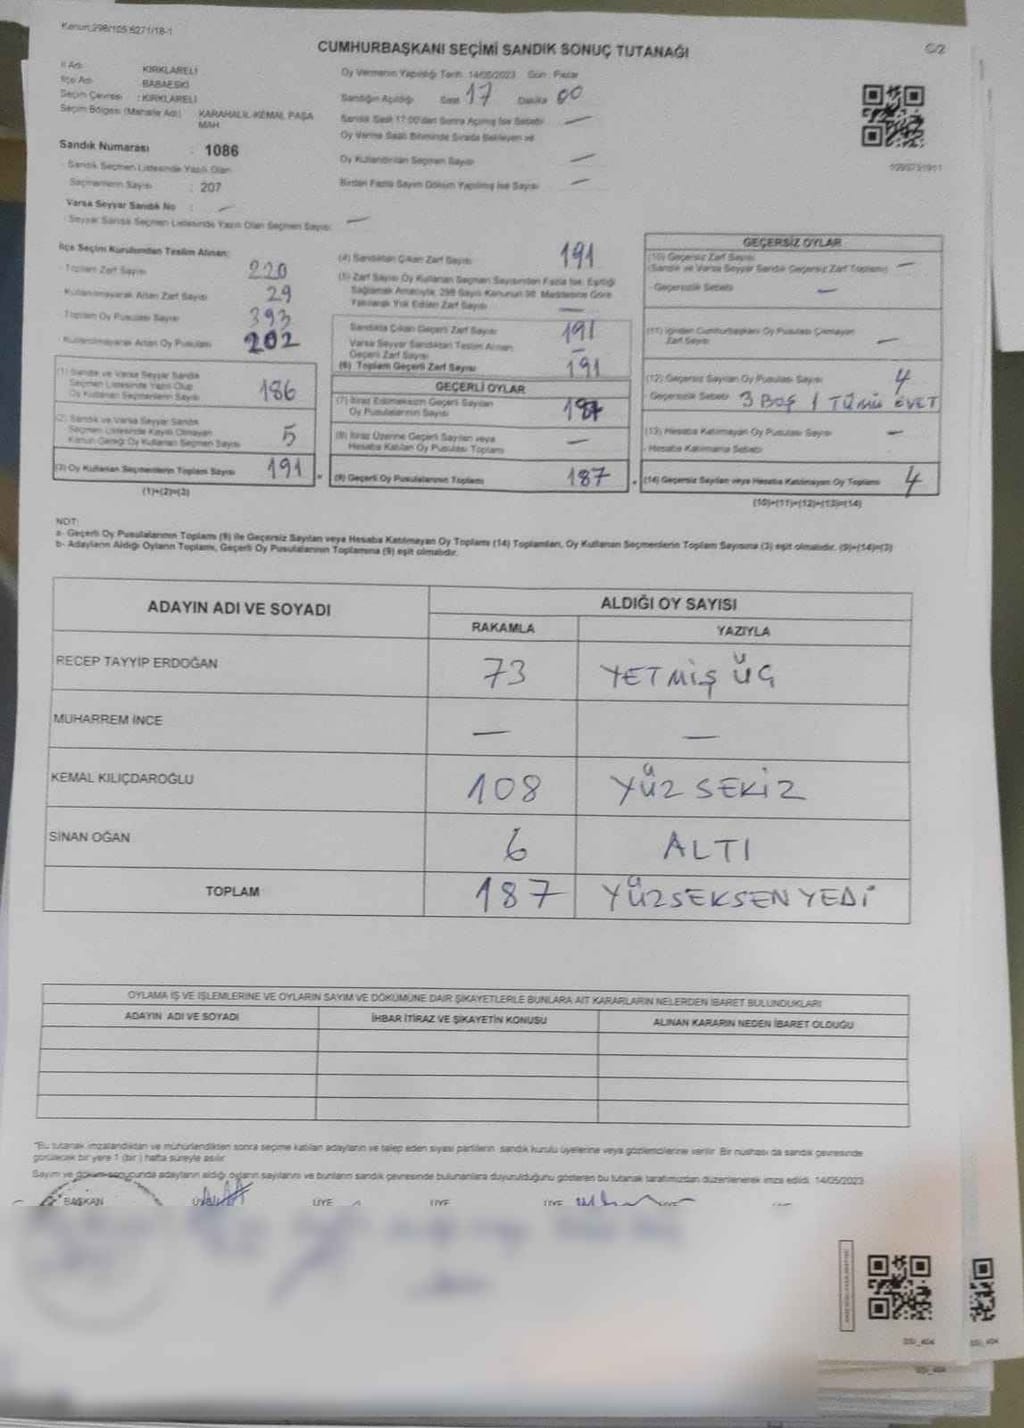 Kanun:298/105,6271/18-1
C/2
CUMHURBAŞKANI SEÇİMİ SANDIK SONUÇ TUTANAĞI
İl Adı KIRKLARELİ
İlçe Adı BABAESKİ
Seçim Çevresi : KIRKLARELİ
Seçim Bölgesi (Mahalle Adı) KARAHALİL-KEMAL PAŞA MAH
Sandık Numarası : 1086
Sandık Seçmen Listesinde Yazılı Olan
Seçmenlerin Sayısı : 207
Varsa Seyyar Sandık No : —
Seyyar Sandık Seçmen Listesinde Yazılı Olan Seçmen Sayısı: —
Oy Vermenin Yapıldığı Tarih: 14/05/2023 Gün: Pazar
Sandığın Açıldığı Saat 17 Dakika 00
Sandık Saat 17:00'dan Sonra Açılmış İse Sebebi —
Oy Verme Saati Bitiminde Sırada Bekleyen ve
Oy Kullandırılan Seçmen Sayısı —
Birden Fazla Sayım Döküm Yapılmış İse Sayısı —
İlçe Seçim Kurulundan Teslim Alınan:
Toplam Zarf Sayısı 220
Kullanılmayarak Artan Zarf Sayısı 29
Toplam Oy Pusulası Sayısı 393
Kullanılmayarak Artan Oy Pusulası 202
(1) Sandık ve Varsa Seyyar Sandık
Seçmen Listesinde Yazılı Olup
Oy Kullanan Seçmenlerin Sayısı 186
(2) Sandık ve Varsa Seyyar Sandık
Seçmen Listesinde Kayıtlı Olmayan
Kanun Gereği Oy Kullanan Seçmen Sayısı 5
(3) Oy Kullanan Seçmenlerin Toplam Sayısı 191
(1)+(2)=(3)
(4) Sandıktan Çıkan Zarf Sayısı 191
(5) Zarf Sayısı Oy Kullanan Seçmen Sayısından Fazla İse, Eşitliği
Sağlamak Amacıyla, 298 Sayılı Kanunun 98. Maddesine Göre
Yakılarak Yok Edilen Zarf Sayısı —
Sandıkta Çıkan Geçerli Zarf Sayısı 191
Varsa Seyyar Sandıktan Teslim Alınan
Geçerli Zarf Sayısı —
(6) Toplam Geçerli Zarf Sayısı 191
GEÇERLİ OYLAR
(7) İtiraz Edilmeksizin Geçerli Sayılan
Oy Pusulalarının Sayısı 187
(8) İtiraz Üzerine Geçerli Sayılan veya
Hesaba Katılan Oy Pusulası Toplamı —
(9) Geçerli Oy Pusulalarının Toplamı 187
GEÇERSİZ OYLAR
(10) Geçersiz Zarf Sayısı
(Sandık ve Varsa Seyyar Sandık Geçersiz Zarf Toplamı) —
Geçersizlik Sebebi —
(11) İçinden Cumhurbaşkanı Oy Pusulası Çıkmayan
Zarf Sayısı —
(12) Geçersiz Sayılan Oy Pusulası Sayısı 4
Geçersizlik Sebebi 3 BOŞ 1 TÜMÜ EVET
(13) Hesaba Katılmayan Oy Pusulası Sayısı —
Hesaba Katılmama Sebebi
(14) Geçersiz Sayılan veya Hesaba Katılmayan Oy Toplamı 4
(10)+(11)+(12)+(13)=(14)
NOT:
a- Geçerli Oy Pusulalarının Toplamı (9) ile Geçersiz Sayılan veya Hesaba Katılmayan Oy Toplamı (14) Toplamları, Oy Kullanan Seçmenlerin Toplam Sayısına (3) eşit olmalıdır. (9)+(14)=(3)
b- Adayların Aldığı Oyların Toplamı, Geçerli Oy Pusulalarının Toplamına (9) eşit olmalıdır.
ADAYIN ADI VE SOYADI ALDIĞI OY SAYISI
RAKAMLA YAZIYLA
RECEP TAYYİP ERDOĞAN 73 YETMİŞ ÜÇ
MUHARREM İNCE — —
KEMAL KILIÇDAROĞLU 108 YÜZ SEKİZ
SİNAN OĞAN 6 ALTI
TOPLAM 187 YÜZSEKSEN YEDİ
OYLAMA İŞ VE İŞLEMLERİNE VE OYLARIN SAYIM VE DÖKÜMÜNE DAİR ŞİKAYETLERLE BUNLARA AİT KARARLARIN NELERDEN İBARET BULUNDUKLARI
ADAYIN ADI VE SOYADI İHBAR İTİRAZ VE ŞİKAYETİN KONUSU ALINAN KARARIN NEDEN İBARET OLDUĞU
"Bu tutanak imzalandıktan ve mühürlendikten sonra seçime katılan adayların ve talep eden siyasi partilerin sandık kurulu üyelerine veya gözlemcilerine verilir. Bir nüshası da sandık çevresinde
görülecek bir yere 1 (bir) hafta süreyle asılır.
Sayım ve döküm sonucunda adayların aldığı oyların sayılarını ve bunların sandık çevresinde bulunanlara duyurulduğunu gösteren bu tutanak tarafımızdan düzenlenerek imza edildi. 14/05/2023
BAŞKAN ÜYE ÜYE ÜYE ÜYE